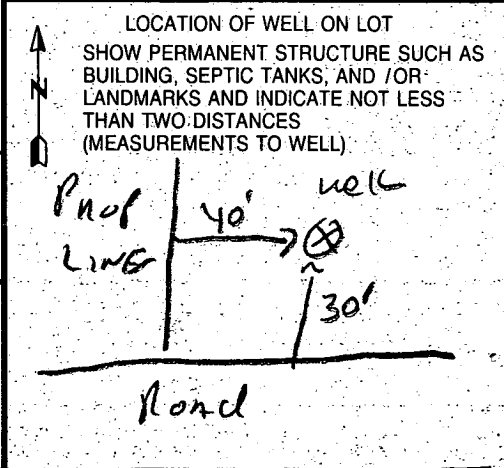 LOCATION OF WELL ON LOT
SHOW PERMANENT STRUCTURE SUCH AS
BUILDING, SEPTIC TANKS, AND /OR
LANDMARKS AND INDICATE NOT LESS
THAN TWO DISTANCES
(MEASUREMENTS TO WELL)
N
Prop
LINE
40'
well
30'
Road